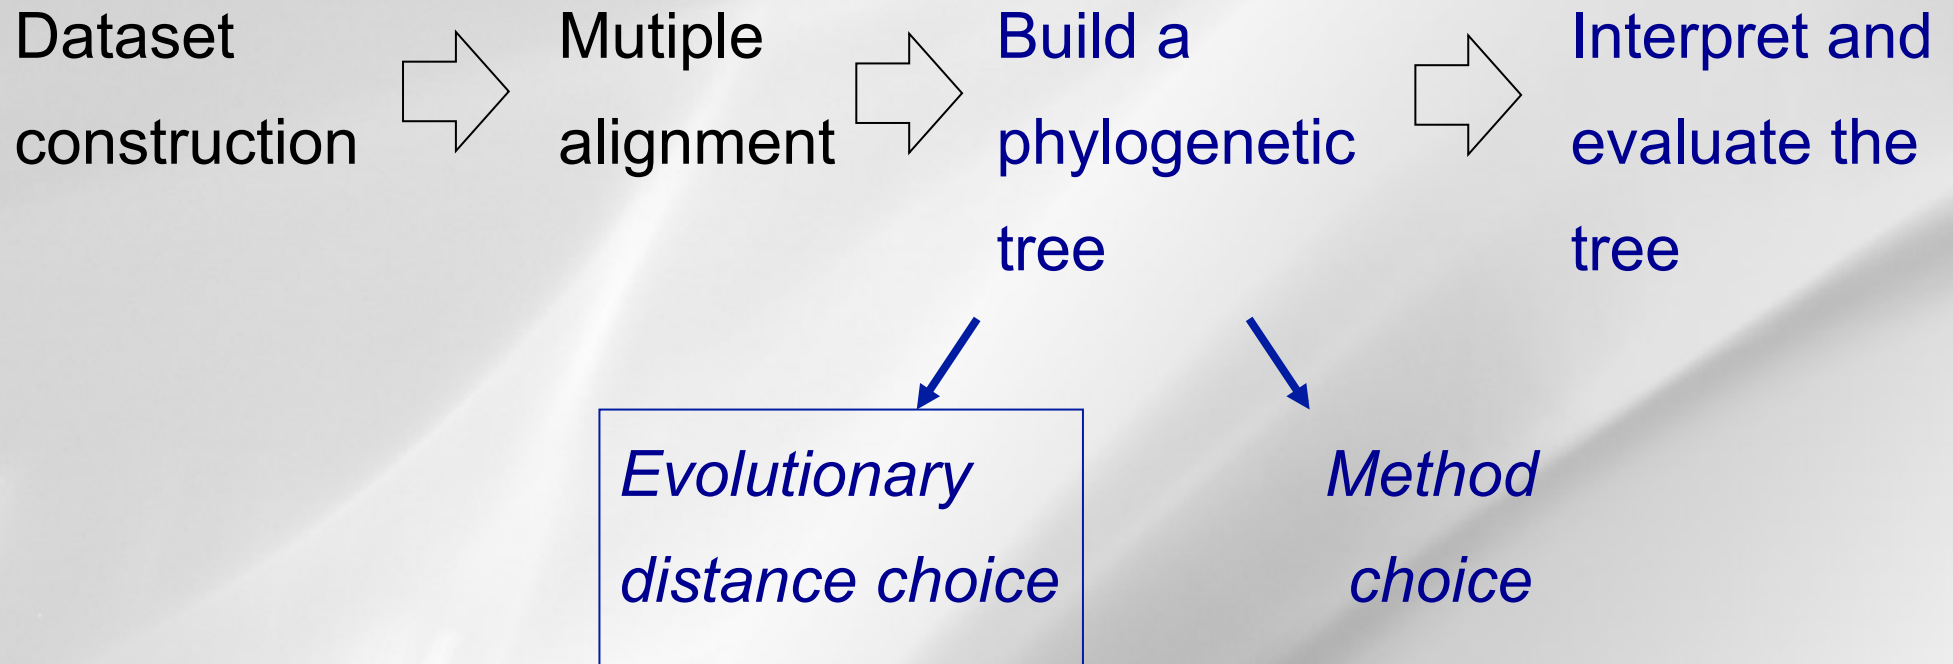 Dataset
construction
Mutiple
alignment
Build a
phylogenetic
tree
Interpret and
evaluate the
tree
Evolutionary
distance choice
Method
choice